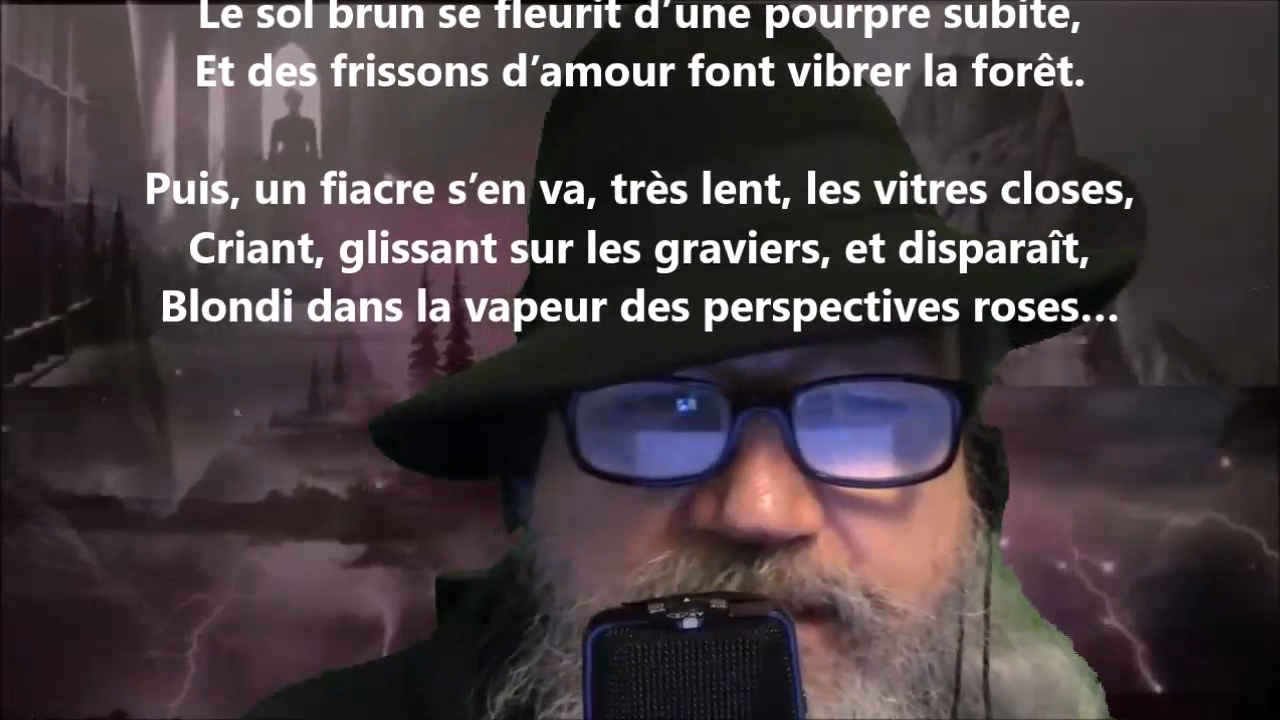 Le sol brun se fleurit d’une pourpre subite,
Et des frissons d’amour font vibrer la forêt.
Puis, un fiacre s’en va, très lent, les vitres closes,
Criant, glissant sur les graviers, et disparaît,
Blondi dans la vapeur des perspectives roses…